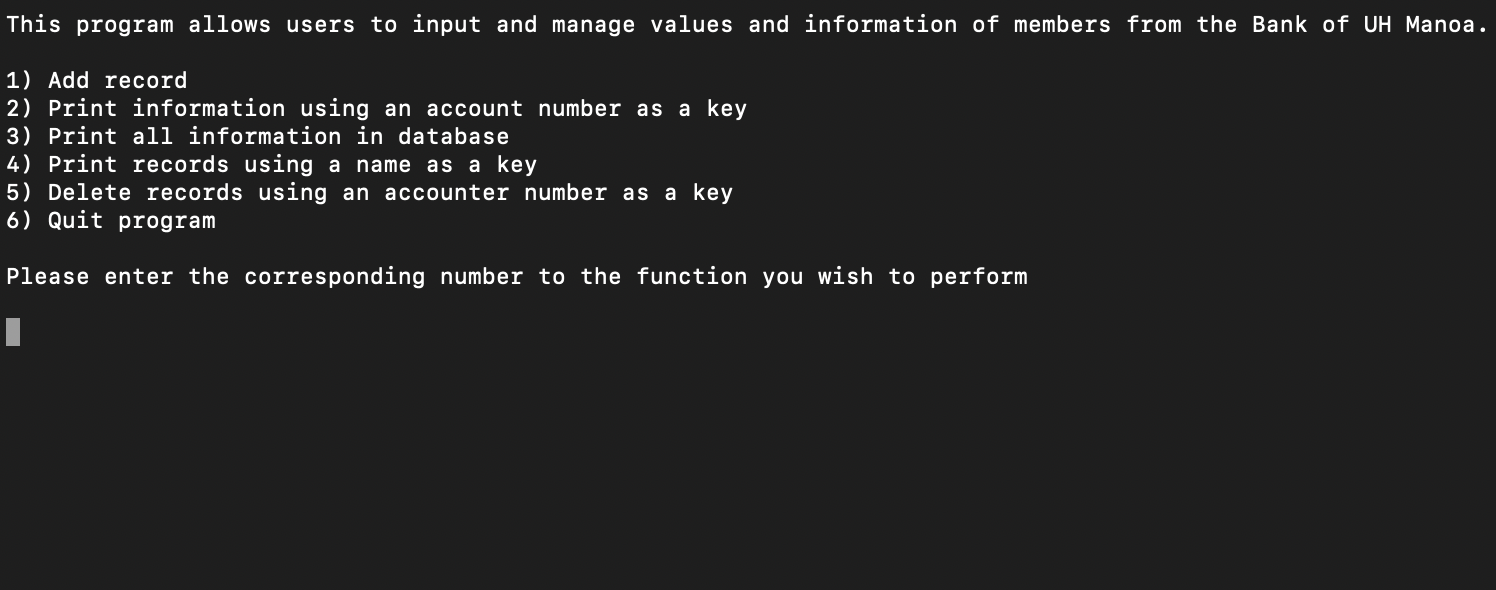 This program allows users to input and manage values and information of members from the Bank of UH Manoa.
1) Add record
2) Print information using an account number as a key
3) Print all information in database
4) Print records using a name as a key
5) Delete records using an accounter number as a key
6) Quit program
Please enter the corresponding number to the function you wish to perform